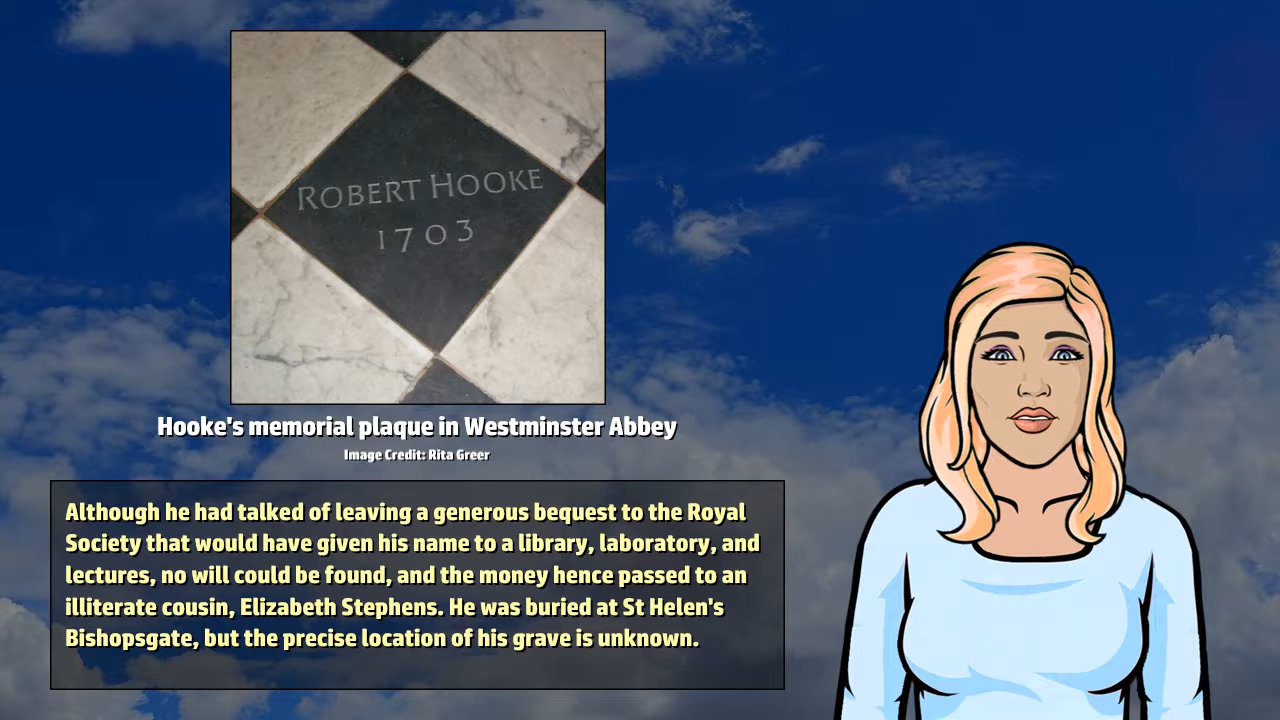 ROBERT HOOKE
1703
Hooke's memorial plaque in Westminster Abbey
Image Credit: Rita Greer
Although he had talked of leaving a generous bequest to the Royal
Society that would have given his name to a library, laboratory, and
lectures, no will could be found, and the money hence passed to an
illiterate cousin, Elizabeth Stephens. He was buried at St Helen's
Bishopsgate, but the precise location of his grave is unknown.